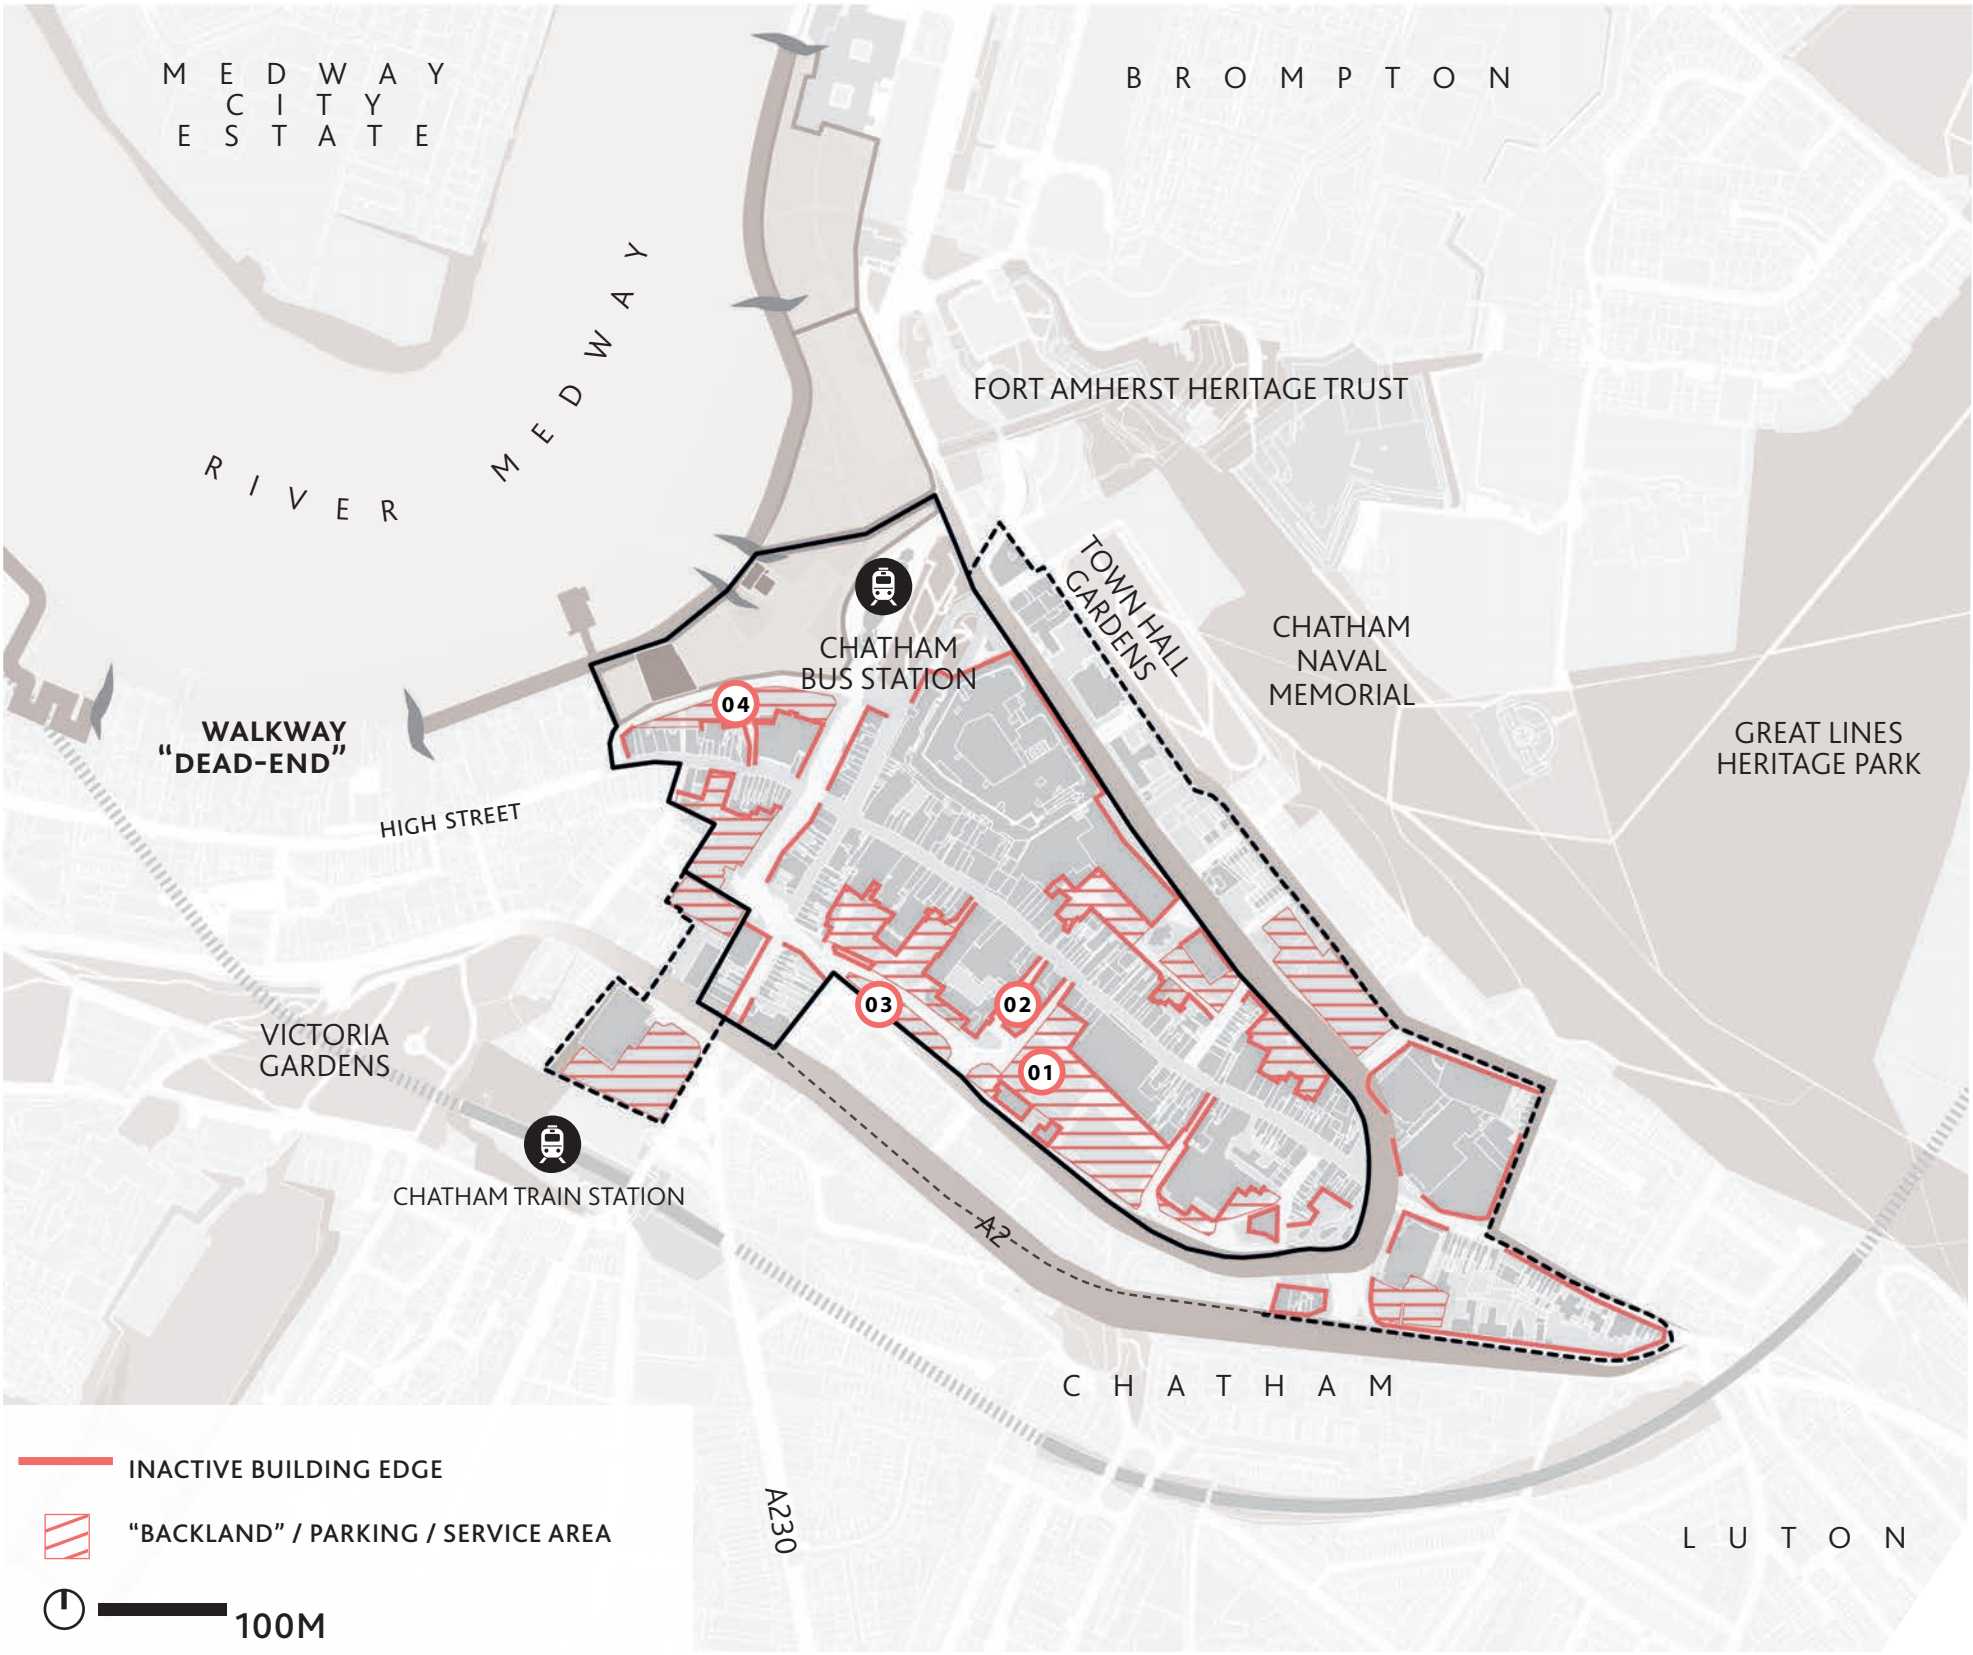 MEDWAY
CITY
ESTATE
BROMPTON
RIVER MEDWAY
FORT AMHERST HERITAGE TRUST
TOWN HALL
GARDENS
CHATHAM
BUS STATION
CHATHAM
NAVAL
MEMORIAL
GREAT LINES
HERITAGE PARK
WALKWAY
“DEAD-END”
HIGH STREET
04
03
02
01
VICTORIA
GARDENS
CHATHAM TRAIN STATION
A2
CHATHAM
A230
LUTON
INACTIVE BUILDING EDGE
“BACKLAND” / PARKING / SERVICE AREA
100M